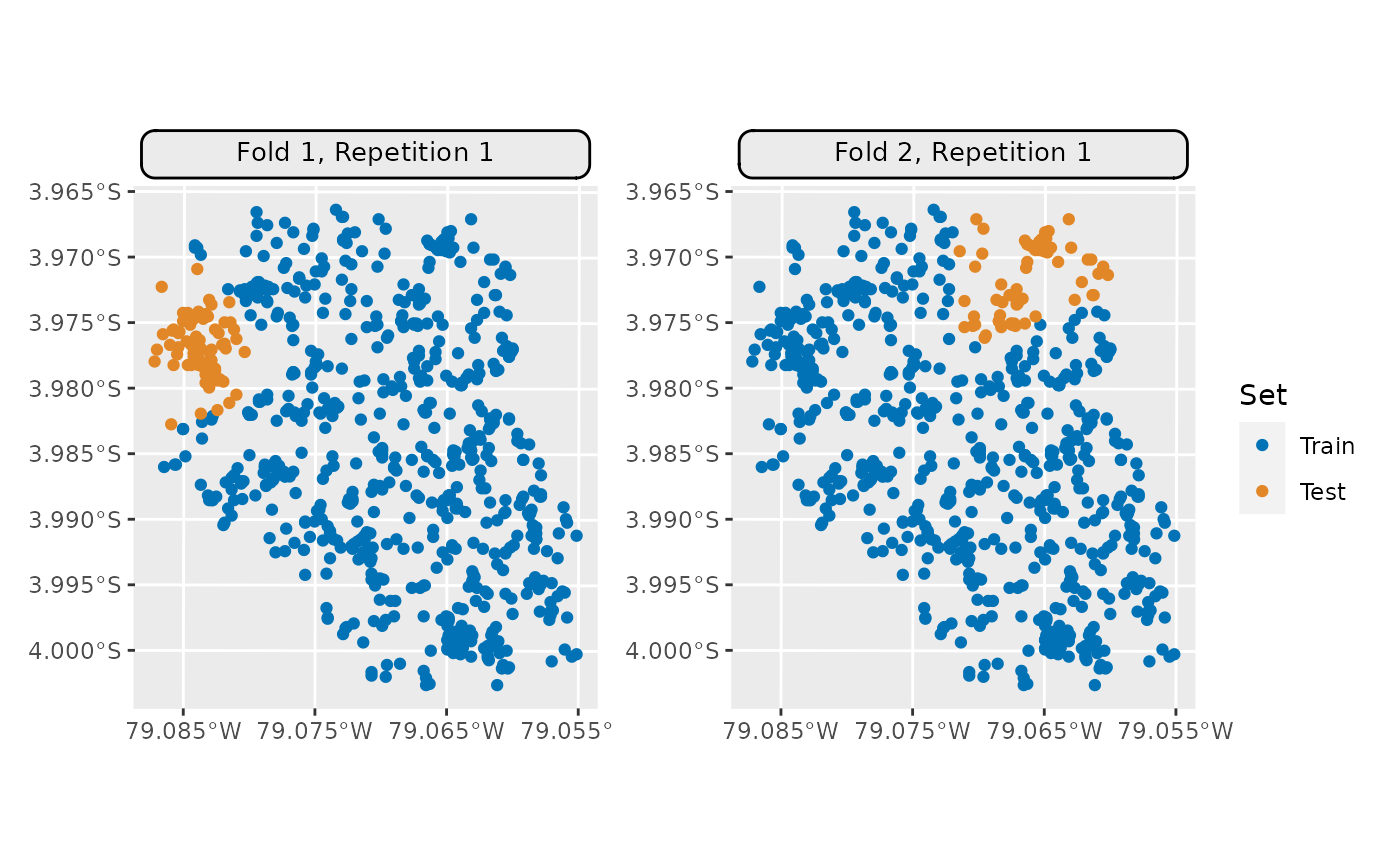 Fold 1, Repetition 1 Fold 2, Repetition 1
3.965°S 3.965°S
3.970°S 3.970°S
3.975°S 3.975°S
3.980°S 3.980°S
Set
3.985°S 3.985°S Train
3.990°S 3.990°S Test
3.995°S 3.995°S
4.000°S 4.000°S
79.085°W 79.075°W 79.065°W 79.055° 79.085°W 79.075°W 79.065°W 79.055°W